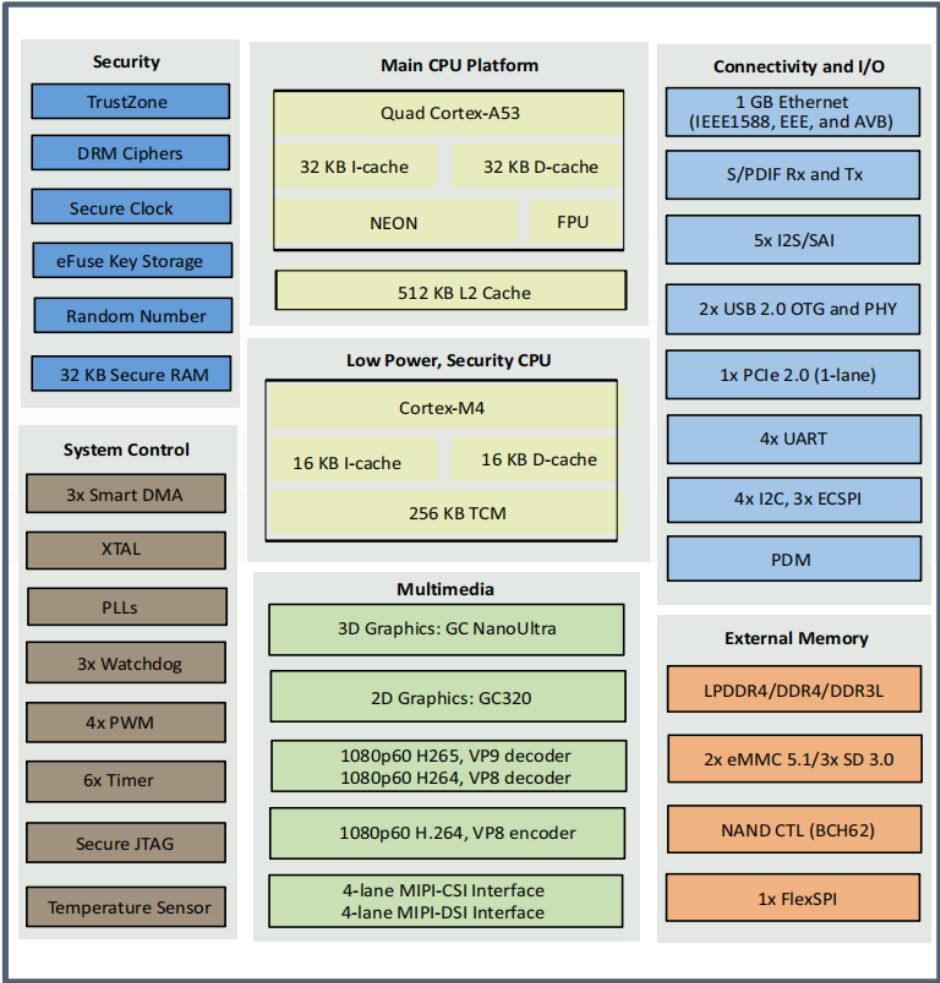 Security
TrustZone
DRM Ciphers
Secure Clock
eFuse Key Storage
Random Number
32 KB Secure RAM
System Control
3x Smart DMA
XTAL
PLLs
3x Watchdog
4x PWM
6x Timer
Secure JTAG
Temperature Sensor
Main CPU Platform
Quad Cortex-A53
32 KB I-cache
32 KB D-cache
NEON
FPU
512 KB L2 Cache
Low Power, Security CPU
Cortex-M4
16 KB I-cache
16 KB D-cache
256 KB TCM
Multimedia
3D Graphics: GC NanoUltra
2D Graphics: GC320
1080p60 H265, VP9 decoder
1080p60 H264, VP8 decoder
1080p60 H.264, VP8 encoder
4-lane MIPI-CSI Interface
4-lane MIPI-DSI Interface
Connectivity and I/O
1 GB Ethernet
(IEEE1588, EEE, and AVB)
S/PDIF Rx and Tx
5x I2S/SAI
2x USB 2.0 OTG and PHY
1x PCIe 2.0 (1-lane)
4x UART
4x I2C, 3x ECSPI
PDM
External Memory
LPDDR4/DDR4/DDR3L
2x eMMC 5.1/3x SD 3.0
NAND CTL (BCH62)
1x FlexSPI